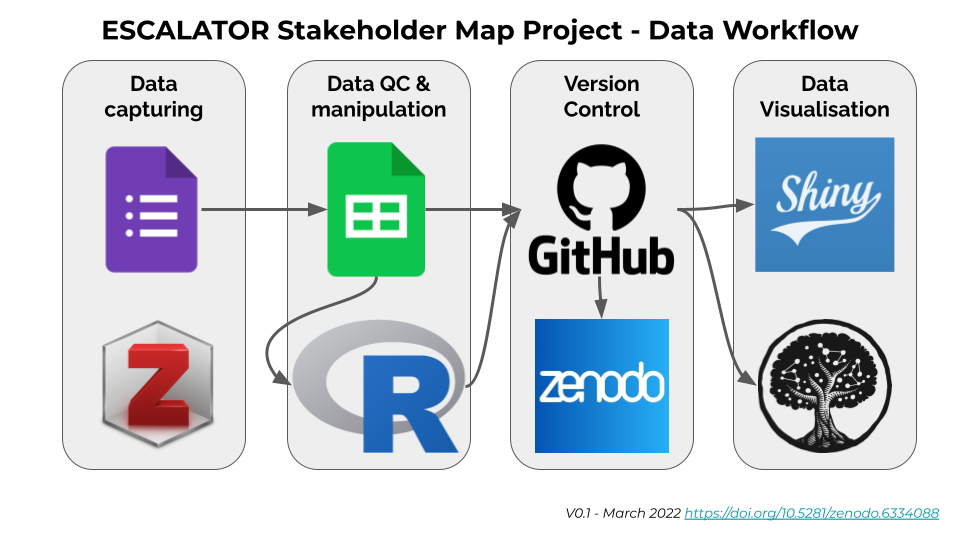 ESCALATOR Stakeholder Map Project - Data Workflow
Data
capturing
Data QC &
manipulation
Version
Control
Data
Visualisation
Shiny
GitHub
Z
R
zenodo
V0.1 - March 2022 https://doi.org/10.5281/zenodo.6334088